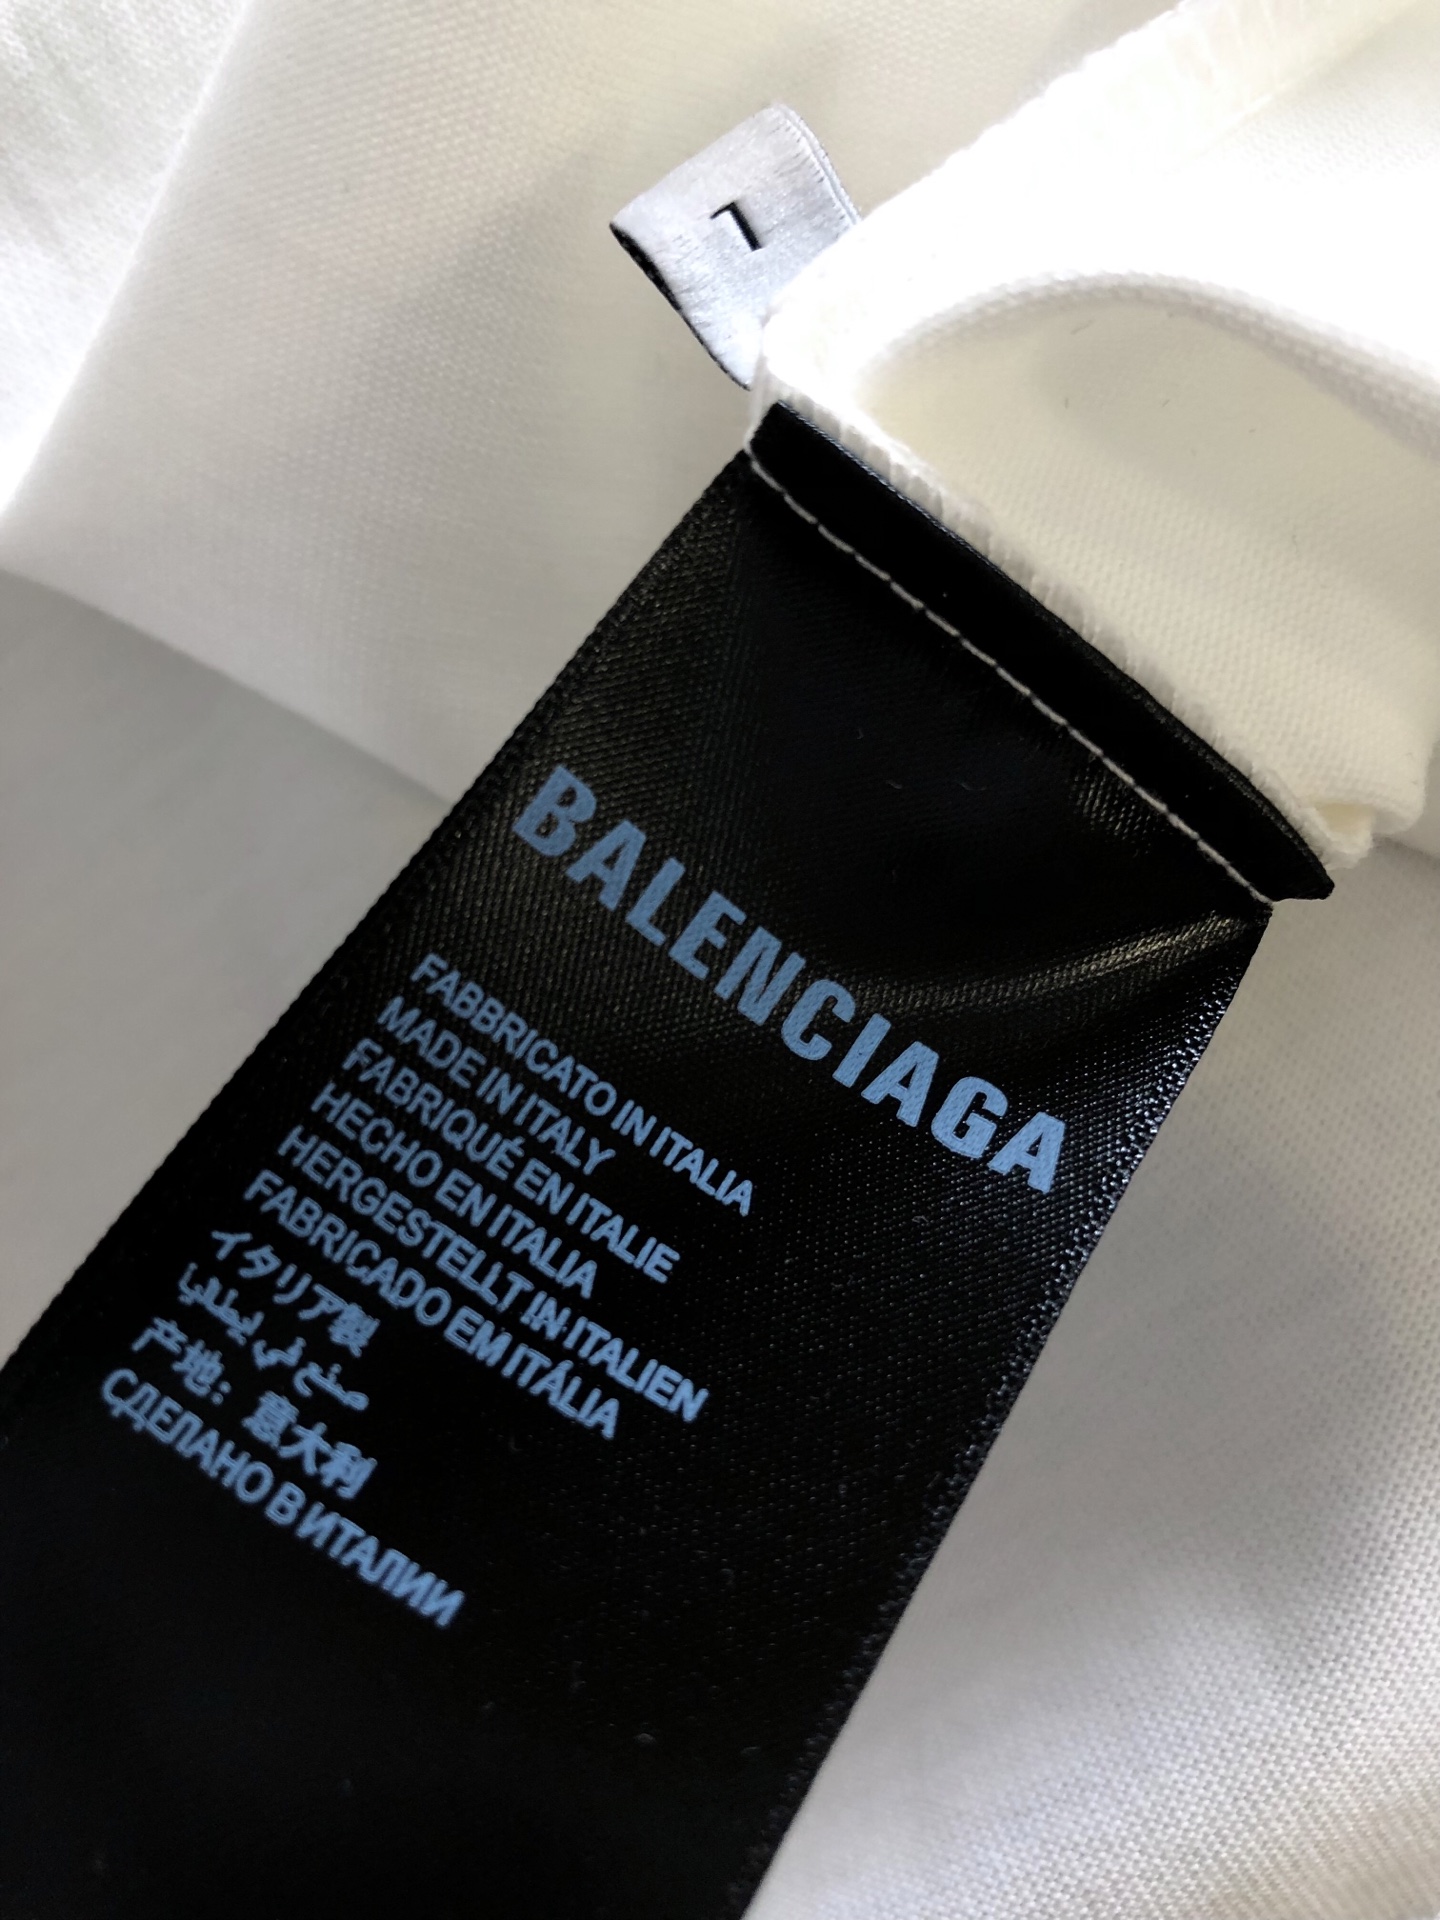 1
BALENCIAGA
FABBRICATO IN ITALIA
MADE IN ITALY
FABRIQUÉ EN ITALIE
HECHO EN ITALIA
HERGESTELLT IN ITALIEN
FABRICADO EM ITÁLIA
イタリア製
صنع في إيطاليا
产地：意大利
СДЕЛАНО В ИТАЛИИ